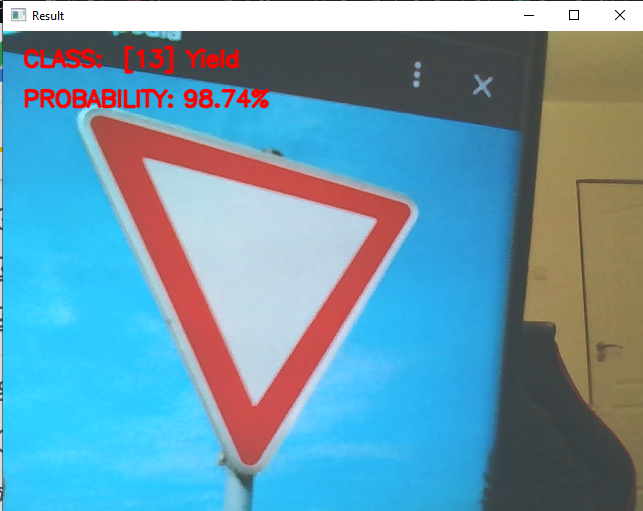 Result
CLASS: [13] Yield
PROBABILITY: 98.74%